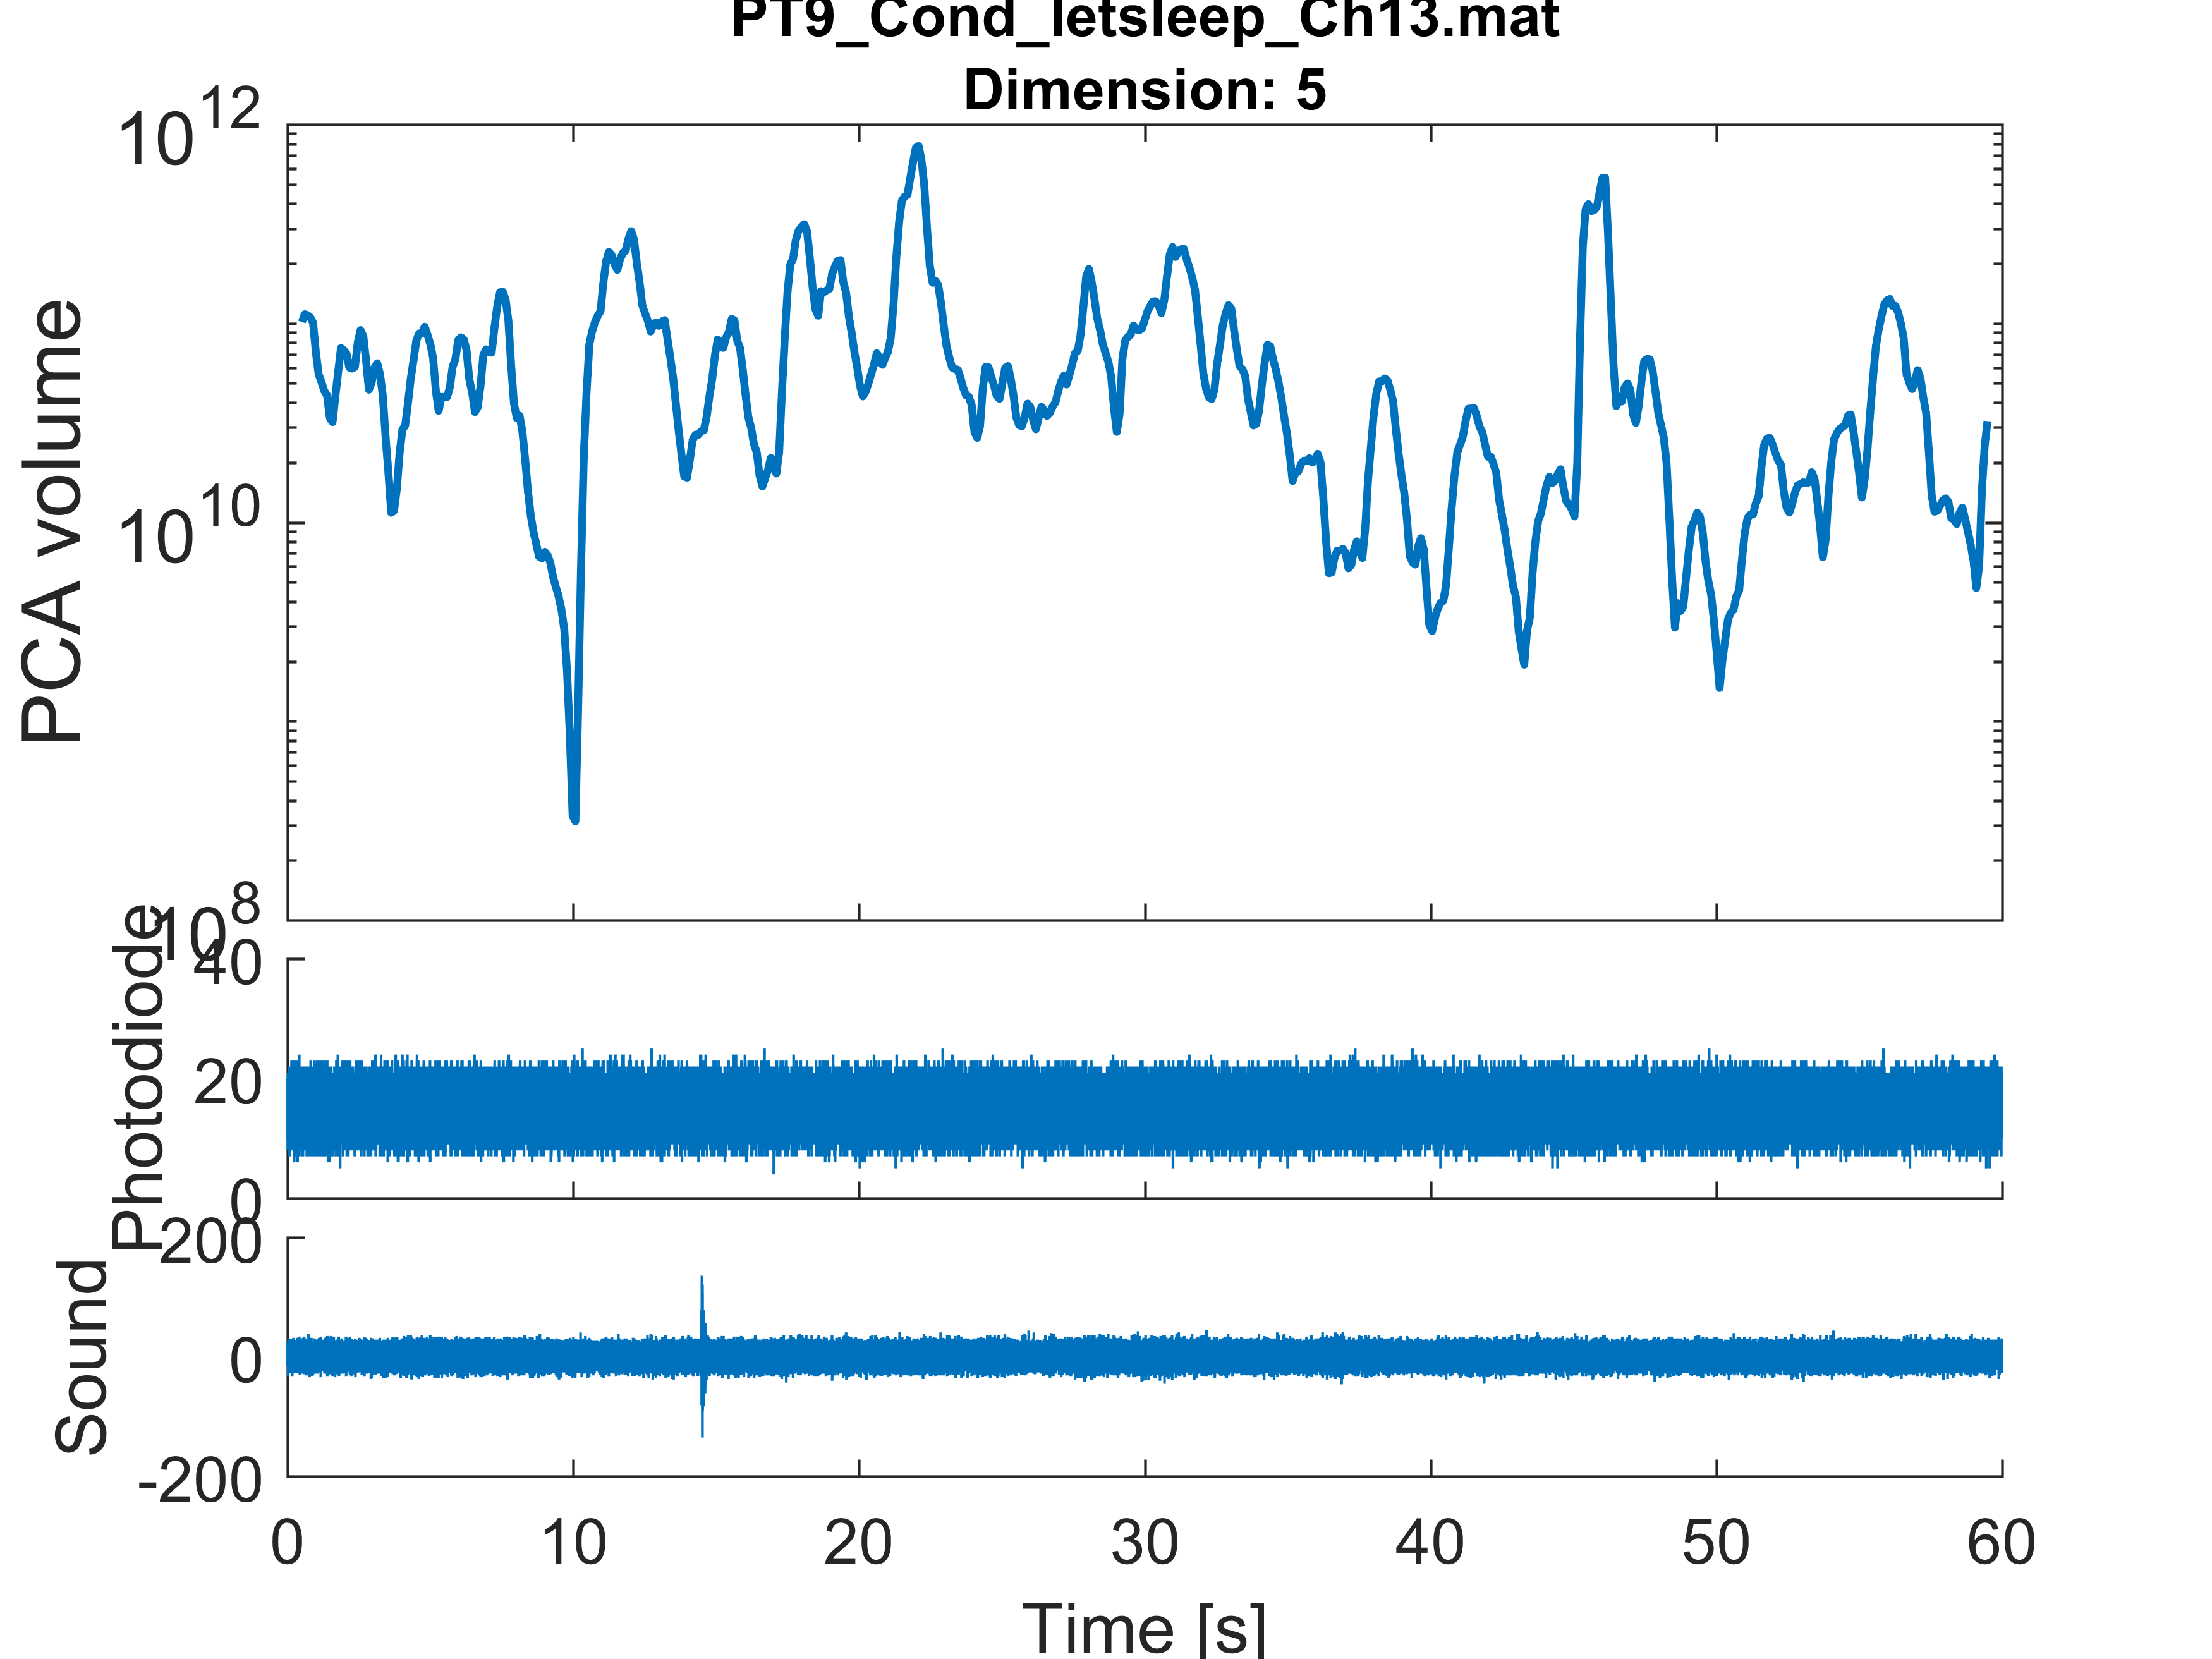 PT9_Cond_letsleep_Ch13.mat
Dimension: 5
PCA volume
10^12
10^10
10^8
Photodiode
40
20
0
Sound
200
0
-200
0 10 20 30 40 50 60
Time [s]